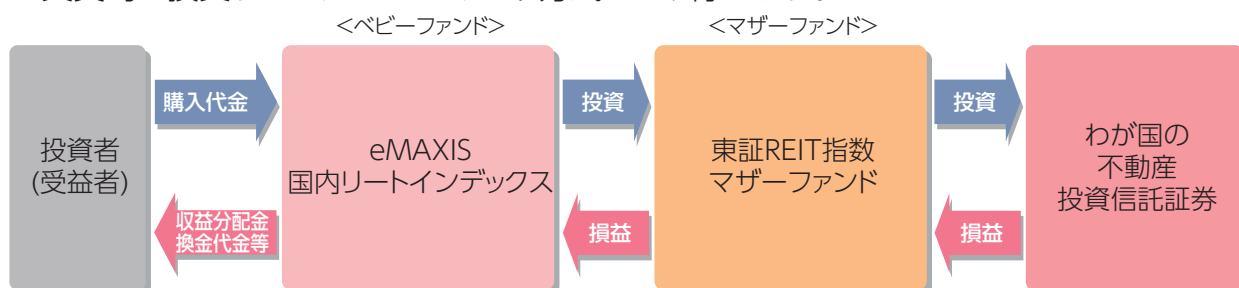 <ベビーファンド>
<マザーファンド>
投資者
(受益者)
購入代金
収益分配金
換金代金等
eMAXIS
国内リートインデックス
投資
損益
東証REIT指数
マザーファンド
投資
損益
わが国の
不動産
投資信託証券